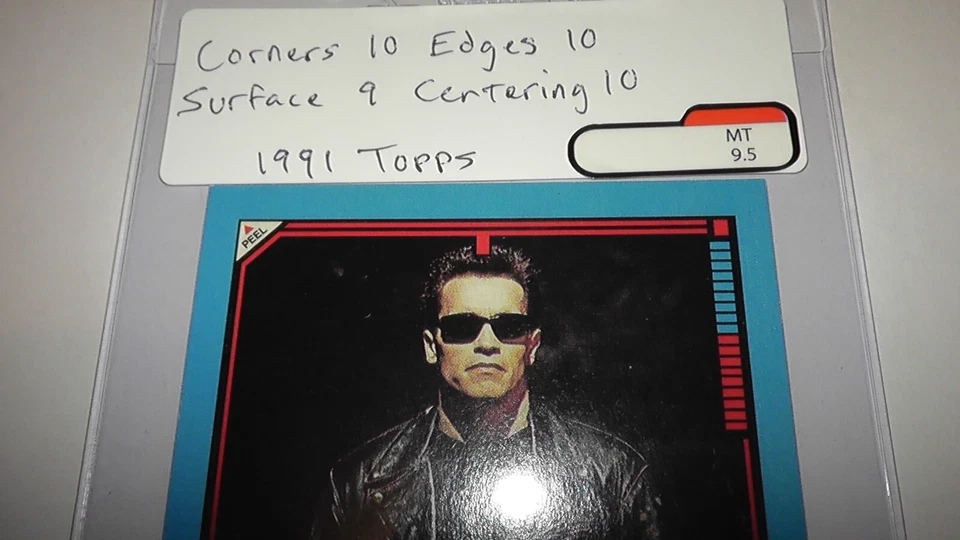 Corners 10 Edges 10
Surface 9 Centering 10
1991 Topps
MT
9.5
PEEL